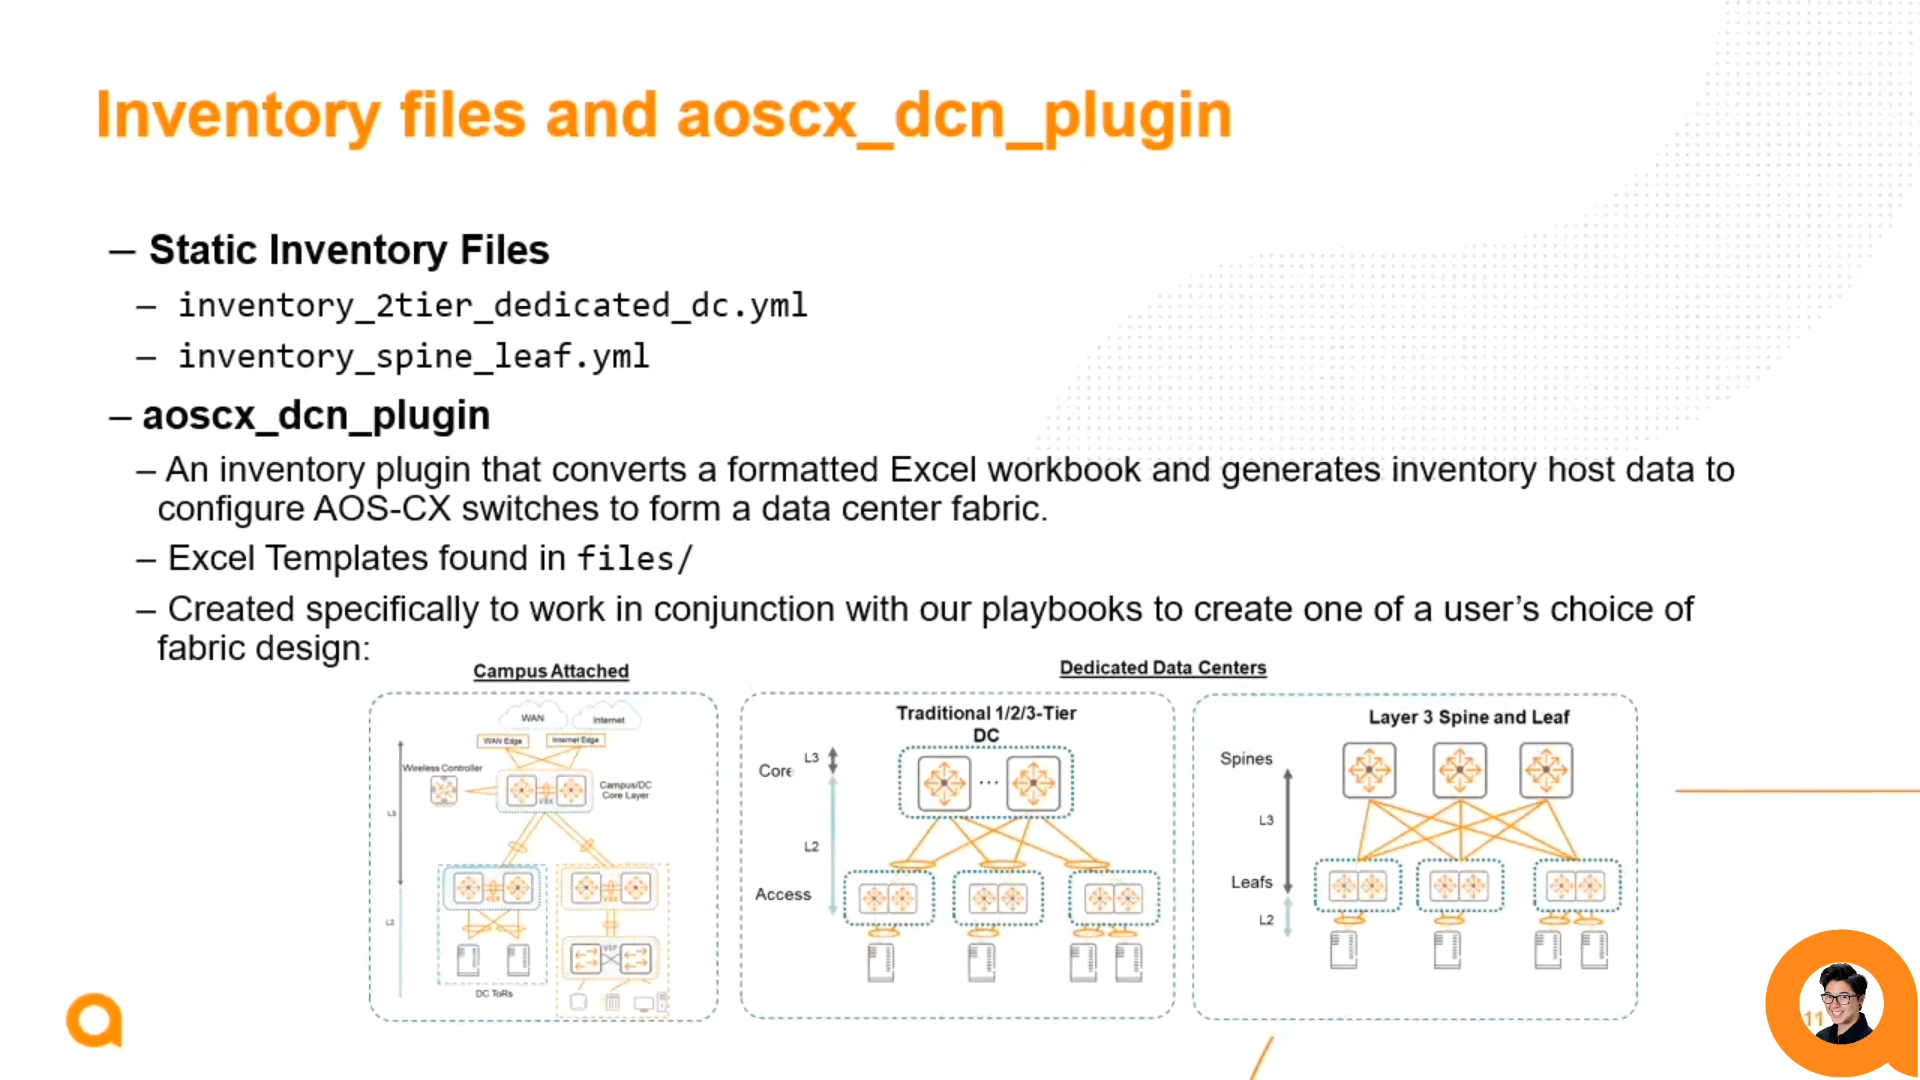 Inventory files and aoscx_dcn_plugin
– Static Inventory Files
– inventory_2tier_dedicated_dc.yml
– inventory_spine_leaf.yml
– aoscx_dcn_plugin
– An inventory plugin that converts a formatted Excel workbook and generates inventory host data to
configure AOS-CX switches to form a data center fabric.
– Excel Templates found in files/
– Created specifically to work in conjunction with our playbooks to create one of a user’s choice of
fabric design:
Campus Attached
WAN
Internet
WAN Edge
Internet Edge
Wireless Controller
Campus/DC
Core Layer
VSX
L3
VSX
VSX
L2
VSF
DC ToRs
Dedicated Data Centers
Traditional 1/2/3-Tier
DC
Core
L3
...
L2
Access
Layer 3 Spine and Leaf
Spines
L3
Leafs
L2
11